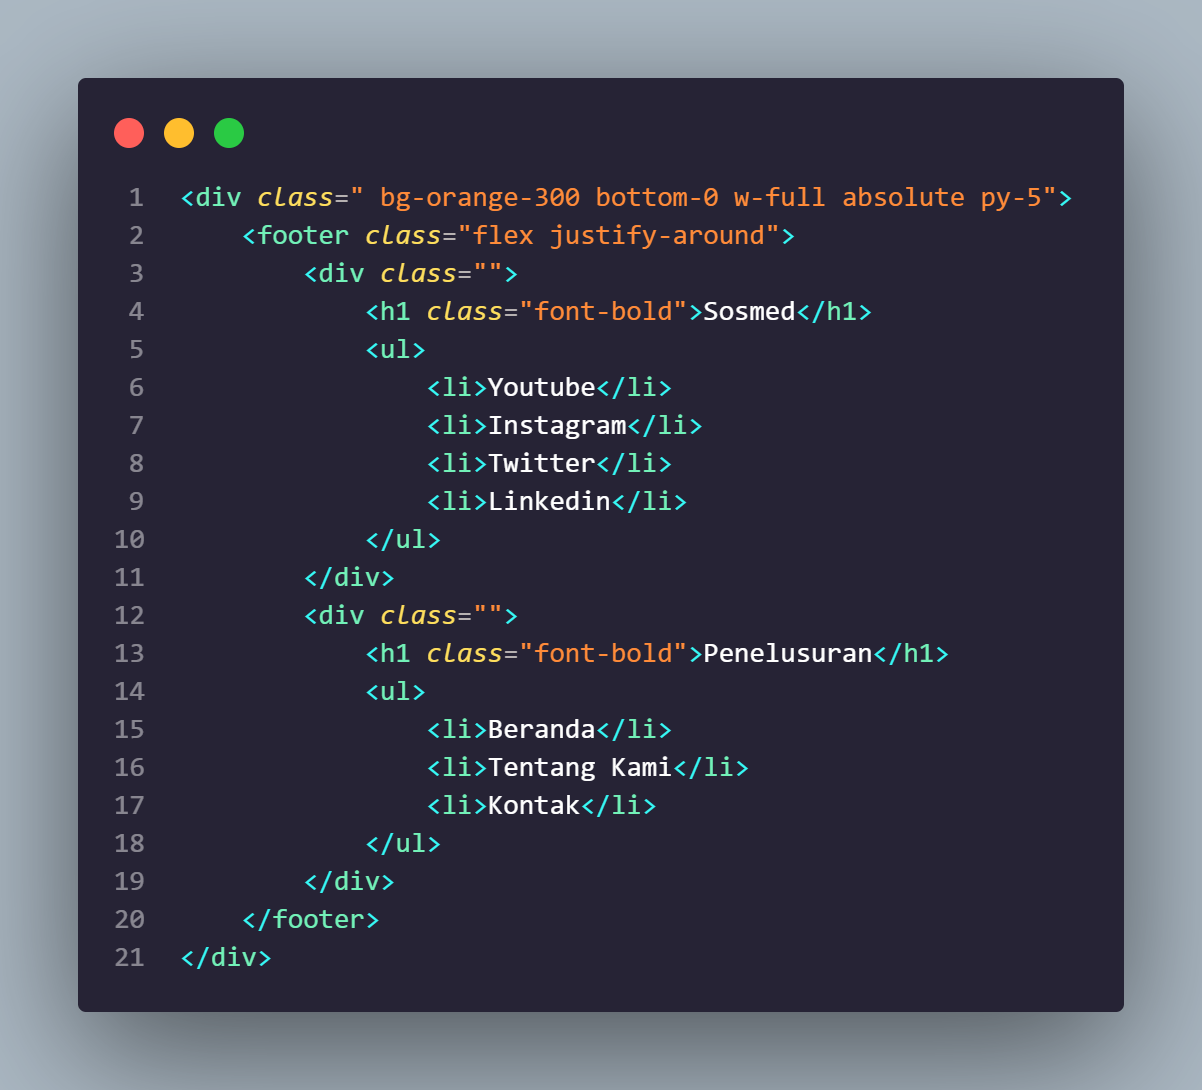 1 <div class=" bg-orange-300 bottom-0 w-full absolute py-5">
2     <footer class="flex justify-around">
3         <div class="">
4             <h1 class="font-bold">Sosmed</h1>
5             <ul>
6                 <li>Youtube</li>
7                 <li>Instagram</li>
8                 <li>Twitter</li>
9                 <li>Linkedin</li>
10             </ul>
11         </div>
12         <div class="">
13             <h1 class="font-bold">Penelusuran</h1>
14             <ul>
15                 <li>Beranda</li>
16                 <li>Tentang Kami</li>
17                 <li>Kontak</li>
18             </ul>
19         </div>
20     </footer>
21 </div>